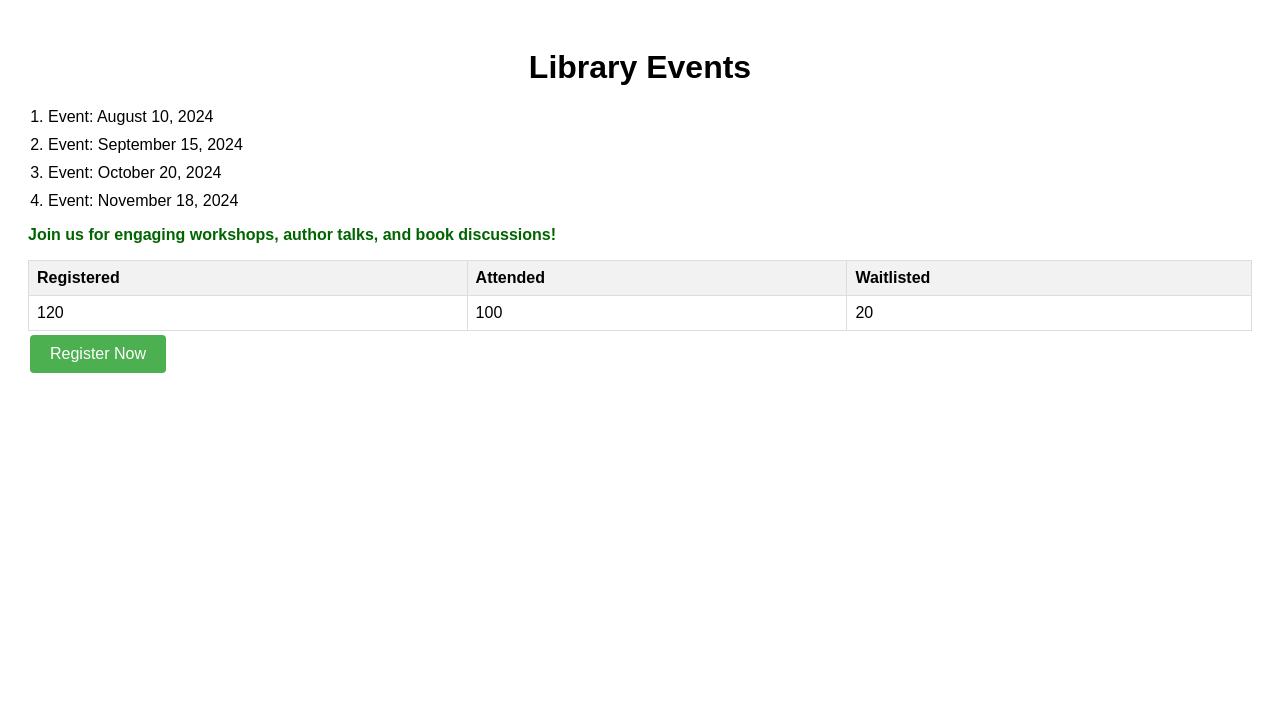 Library Events
1. Event: August 10, 2024
2. Event: September 15, 2024
3. Event: October 20, 2024
4. Event: November 18, 2024
Join us for engaging workshops, author talks, and book discussions!
Registered Attended Waitlisted
120 100 20
Register Now